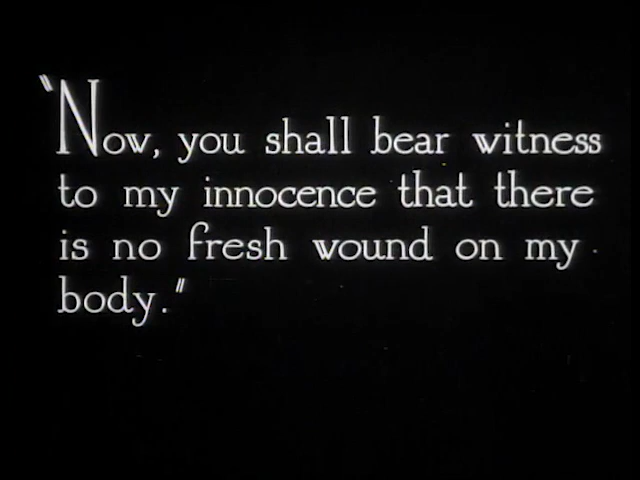 "Now, you shall bear witness
to my innocence that there
is no fresh wound on my
body."